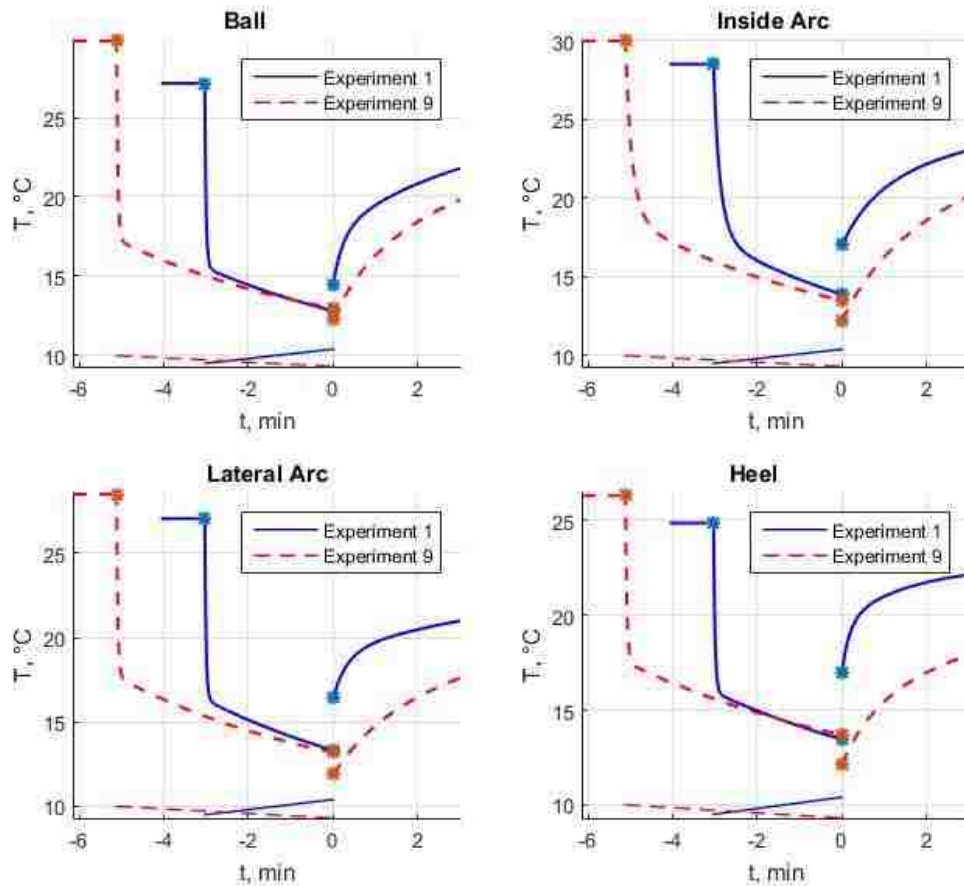 Ball
Inside Arc
T, °C
25
20
15
10
-6 -4 -2 0 2
t, min
Experiment 1
Experiment 9
T, °C
30
25
20
15
10
-6 -4 -2 0 2
t, min
Experiment 1
Experiment 9
Lateral Arc
Heel
T, °C
25
20
15
10
-6 -4 -2 0 2
t, min
Experiment 1
Experiment 9
T, °C
25
20
15
10
-6 -4 -2 0 2
t, min
Experiment 1
Experiment 9